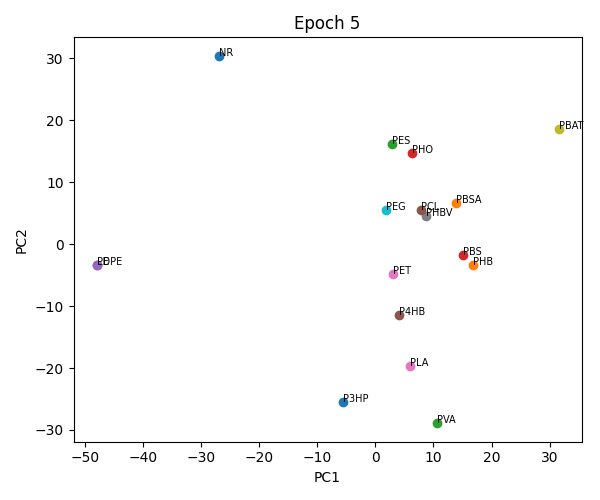 Epoch 5
NR
PBAT
PES
PHO
PBSA
PEG
PCL
PHBV
PBS
PHB
PET
P4HB
PLA
P3HP
PVA
30
20
10
0
−10
−20
−30
PC2
−50
−40
−30
−20
−10
0
10
20
30
PC1